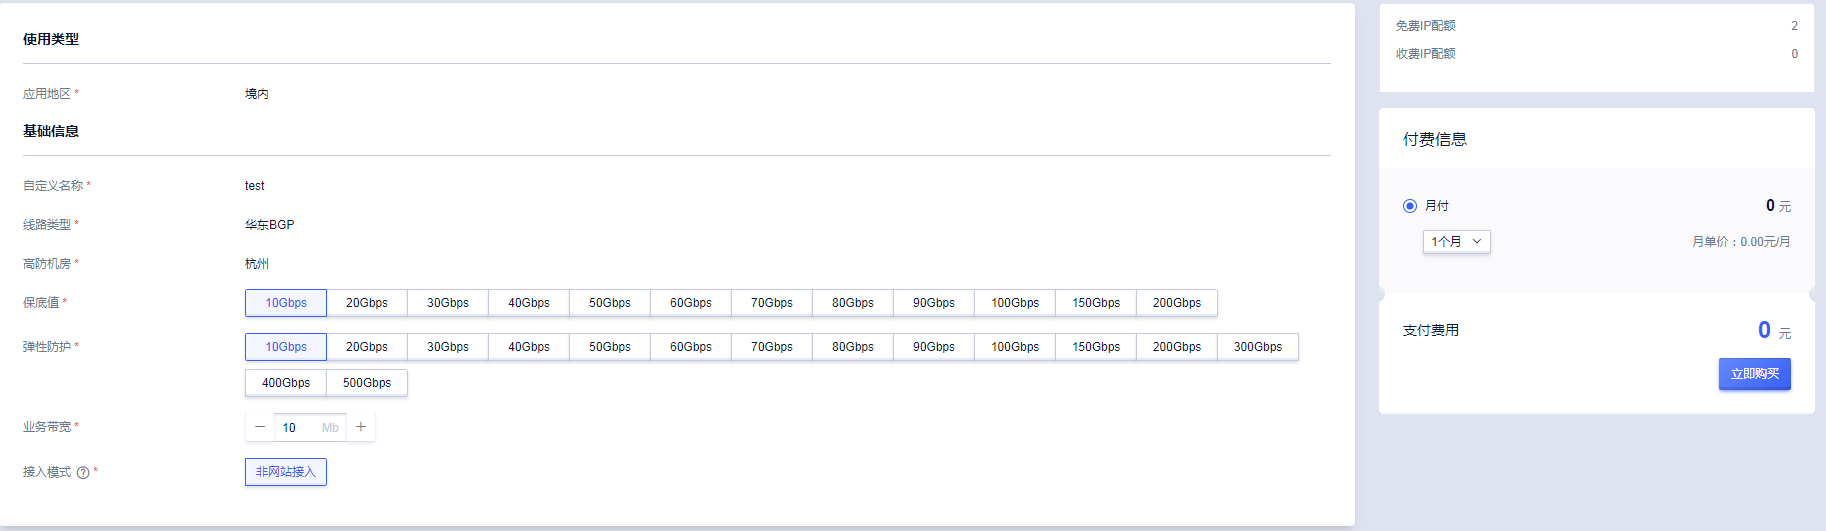 使用类型
应用地区 * 境内
基础信息
自定义名称 * test
线路类型 * 华东BGP
高防机房 * 杭州
保底值 * 10Gbps 20Gbps 30Gbps 40Gbps 50Gbps 60Gbps 70Gbps 80Gbps 90Gbps 100Gbps 150Gbps 200Gbps
弹性防护 * 10Gbps 20Gbps 30Gbps 40Gbps 50Gbps 60Gbps 70Gbps 80Gbps 90Gbps 100Gbps 150Gbps 200Gbps 300Gbps
400Gbps 500Gbps
业务带宽 * − 10 Mb +
接入模式 ? * 非网站接入
免费IP配额 2
收费IP配额 0
付费信息
月付 0 元
1个月 月单价：0.00元/月
支付费用 0 元
立即购买